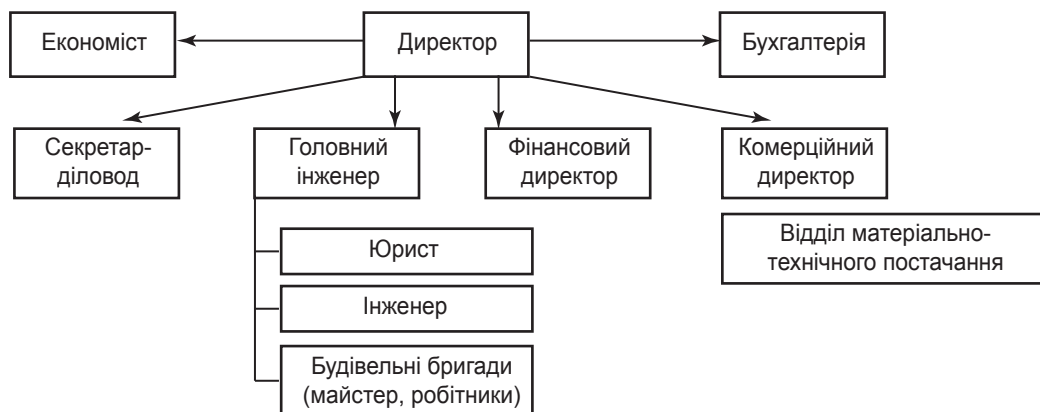 Економіст
Директор
Бухгалтерія
Секретар-
діловод
Головний
інженер
Фінансовий
директор
Комерційний
директор
Відділ матеріально-
технічного постачання
Юрист
Інженер
Будівельні бригади
(майстер, робітники)